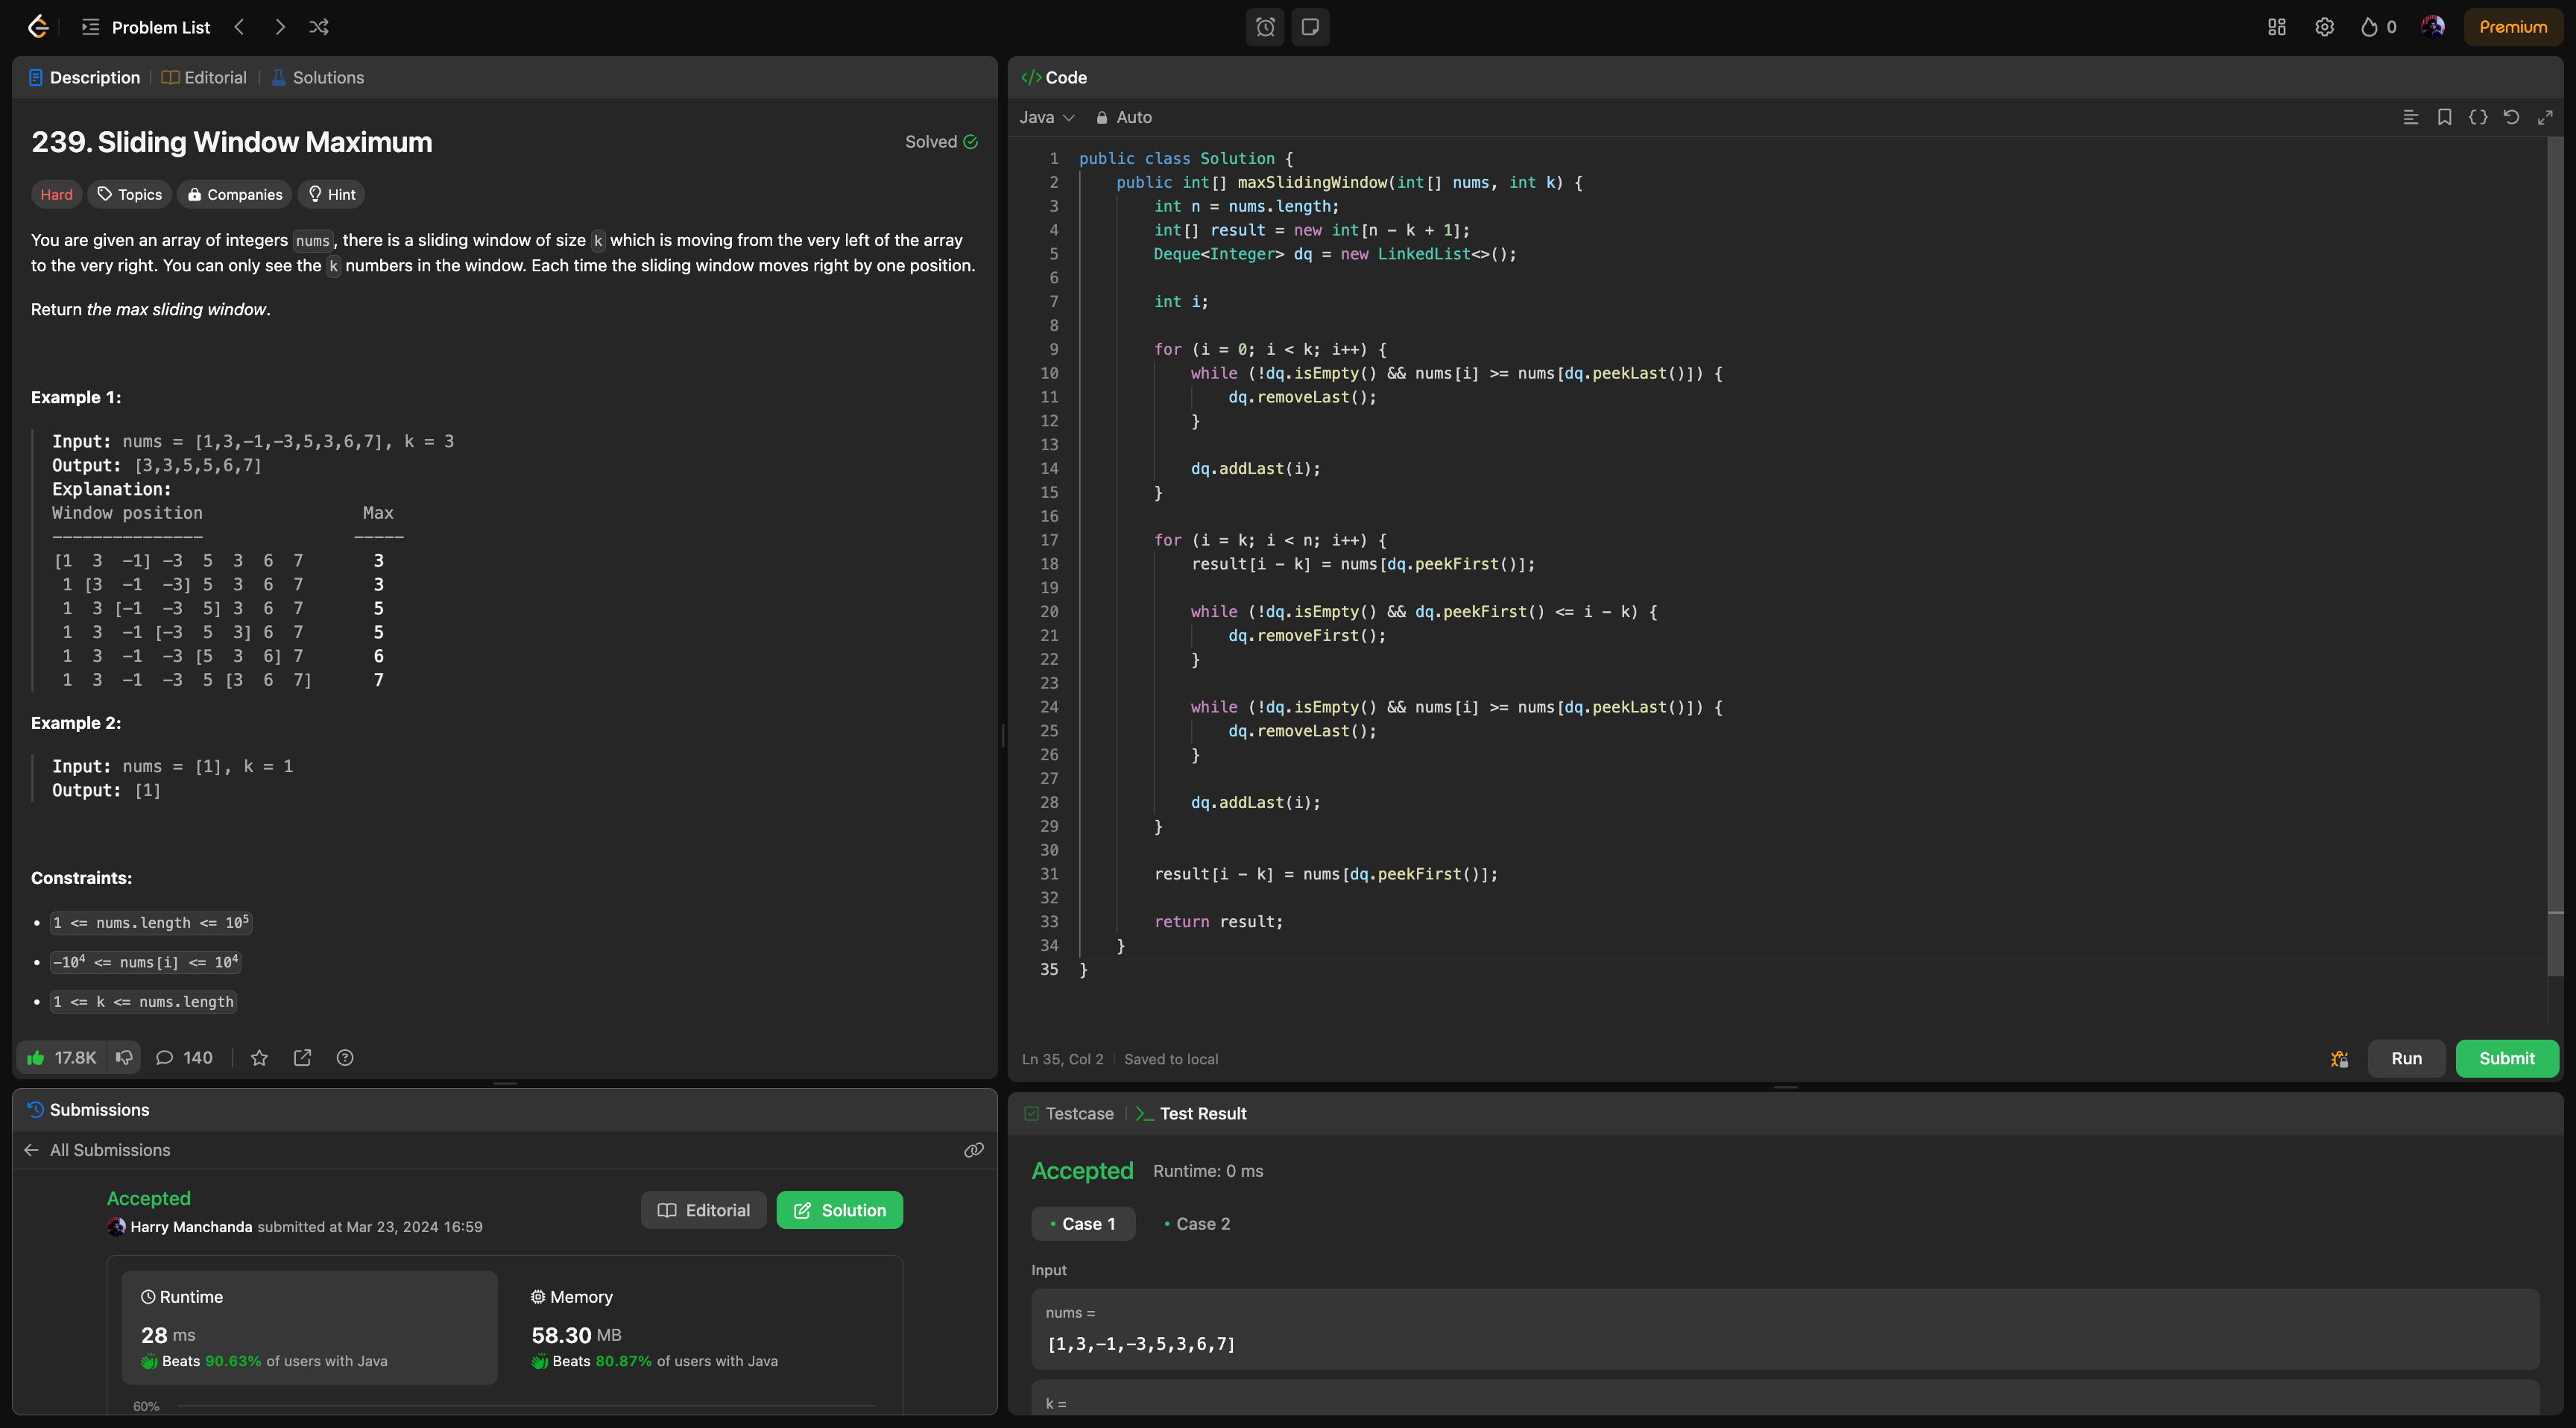 Problem List
0
Premium
Description
Editorial
Solutions
239. Sliding Window Maximum
Solved
Hard
Topics
Companies
Hint
You are given an array of integers nums, there is a sliding window of size k which is moving from the very left of the array
to the very right. You can only see the k numbers in the window. Each time the sliding window moves right by one position.
Return the max sliding window.
Example 1:
Input: nums = [1,3,-1,-3,5,3,6,7], k = 3
Output: [3,3,5,5,6,7]
Explanation:
Window position                Max
---------------               -----
[1  3  -1] -3  5  3  6  7       3
 1 [3  -1  -3] 5  3  6  7       3
 1  3 [-1  -3  5] 3  6  7       5
 1  3  -1 [-3  5  3] 6  7       5
 1  3  -1  -3 [5  3  6] 7       6
 1  3  -1  -3  5 [3  6  7]      7
Example 2:
Input: nums = [1], k = 1
Output: [1]
Constraints:
• 1 <= nums.length <= 10⁵
• -10⁴ <= nums[i] <= 10⁴
• 1 <= k <= nums.length
17.8K
140
</> Code
Java
Auto
1 public class Solution {
2     public int[] maxSlidingWindow(int[] nums, int k) {
3         int n = nums.length;
4         int[] result = new int[n - k + 1];
5         Deque<Integer> dq = new LinkedList<>();
6
7         int i;
8
9         for (i = 0; i < k; i++) {
10             while (!dq.isEmpty() && nums[i] >= nums[dq.peekLast()]) {
11                 dq.removeLast();
12             }
13
14             dq.addLast(i);
15         }
16
17         for (i = k; i < n; i++) {
18             result[i - k] = nums[dq.peekFirst()];
19
20             while (!dq.isEmpty() && dq.peekFirst() <= i - k) {
21                 dq.removeFirst();
22             }
23
24             while (!dq.isEmpty() && nums[i] >= nums[dq.peekLast()]) {
25                 dq.removeLast();
26             }
27
28             dq.addLast(i);
29         }
30
31         result[i - k] = nums[dq.peekFirst()];
32
33         return result;
34     }
35 }
Ln 35, Col 2
Saved to local
Run
Submit
Submissions
All Submissions
Accepted
Harry Manchanda submitted at Mar 23, 2024 16:59
Editorial
Solution
Runtime
28 ms
Beats 90.63% of users with Java
Memory
58.30 MB
Beats 80.87% of users with Java
60%
Testcase
Test Result
Accepted
Runtime: 0 ms
• Case 1
• Case 2
Input
nums =
[1,3,-1,-3,5,3,6,7]
k =